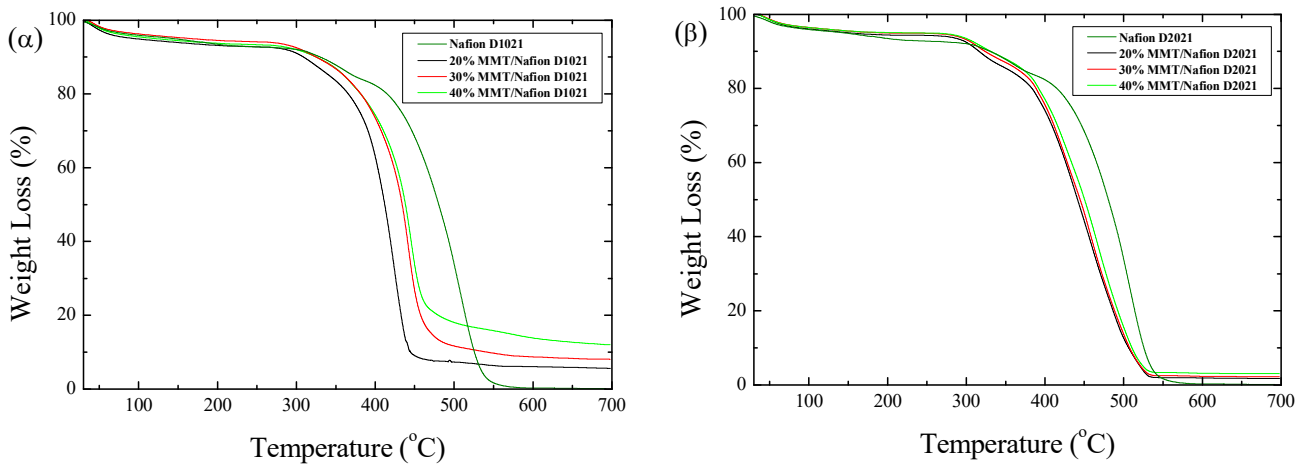 (α)
Nafion D1021
20% MMT/Nafion D1021
30% MMT/Nafion D1021
40% MMT/Nafion D1021
Weight Loss (%)
100
80
60
40
20
0
100 200 300 400 500 600 700
Temperature (°C)
(β)
Nafion D2021
20% MMT/Nafion D2021
30% MMT/Nafion D2021
40% MMT/Nafion D2021
Weight Loss (%)
100
80
60
40
20
0
100 200 300 400 500 600 700
Temperature (°C)